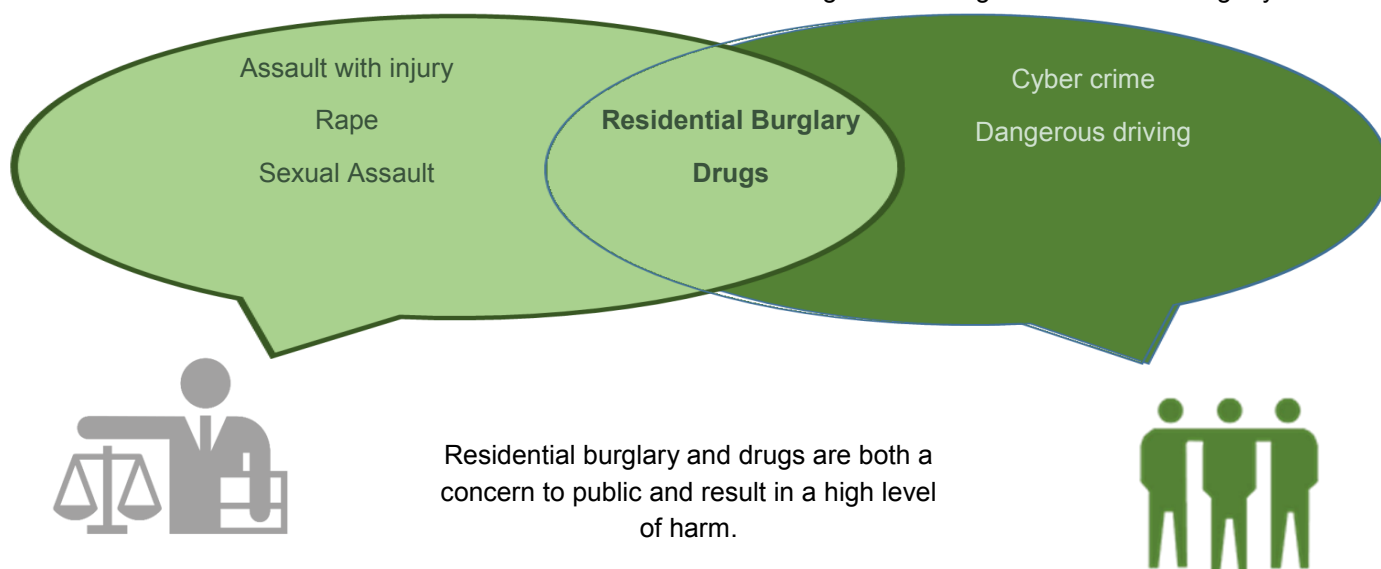 Assault with injury
Rape
Sexual Assault
Residential Burglary
Drugs
Cyber crime
Dangerous driving
Residential burglary and drugs are both a
concern to public and result in a high level
of harm.